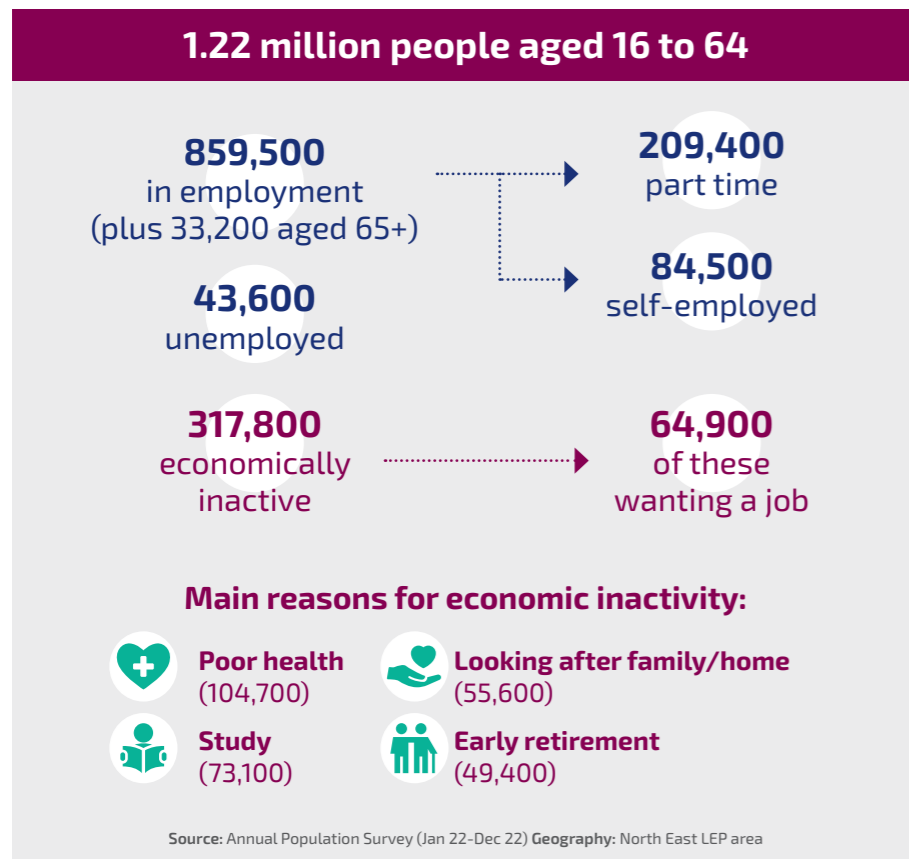 1.22 million people aged 16 to 64
859,500
in employment
(plus 33,200 aged 65+)
209,400
part time
84,500
self-employed
43,600
unemployed
317,800
economically
inactive
64,900
of these
wanting a job
Main reasons for economic inactivity:
Poor health
(104,700)
Looking after family/home
(55,600)
Study
(73,100)
Early retirement
(49,400)
Source: Annual Population Survey (Jan 22-Dec 22) Geography: North East LEP area